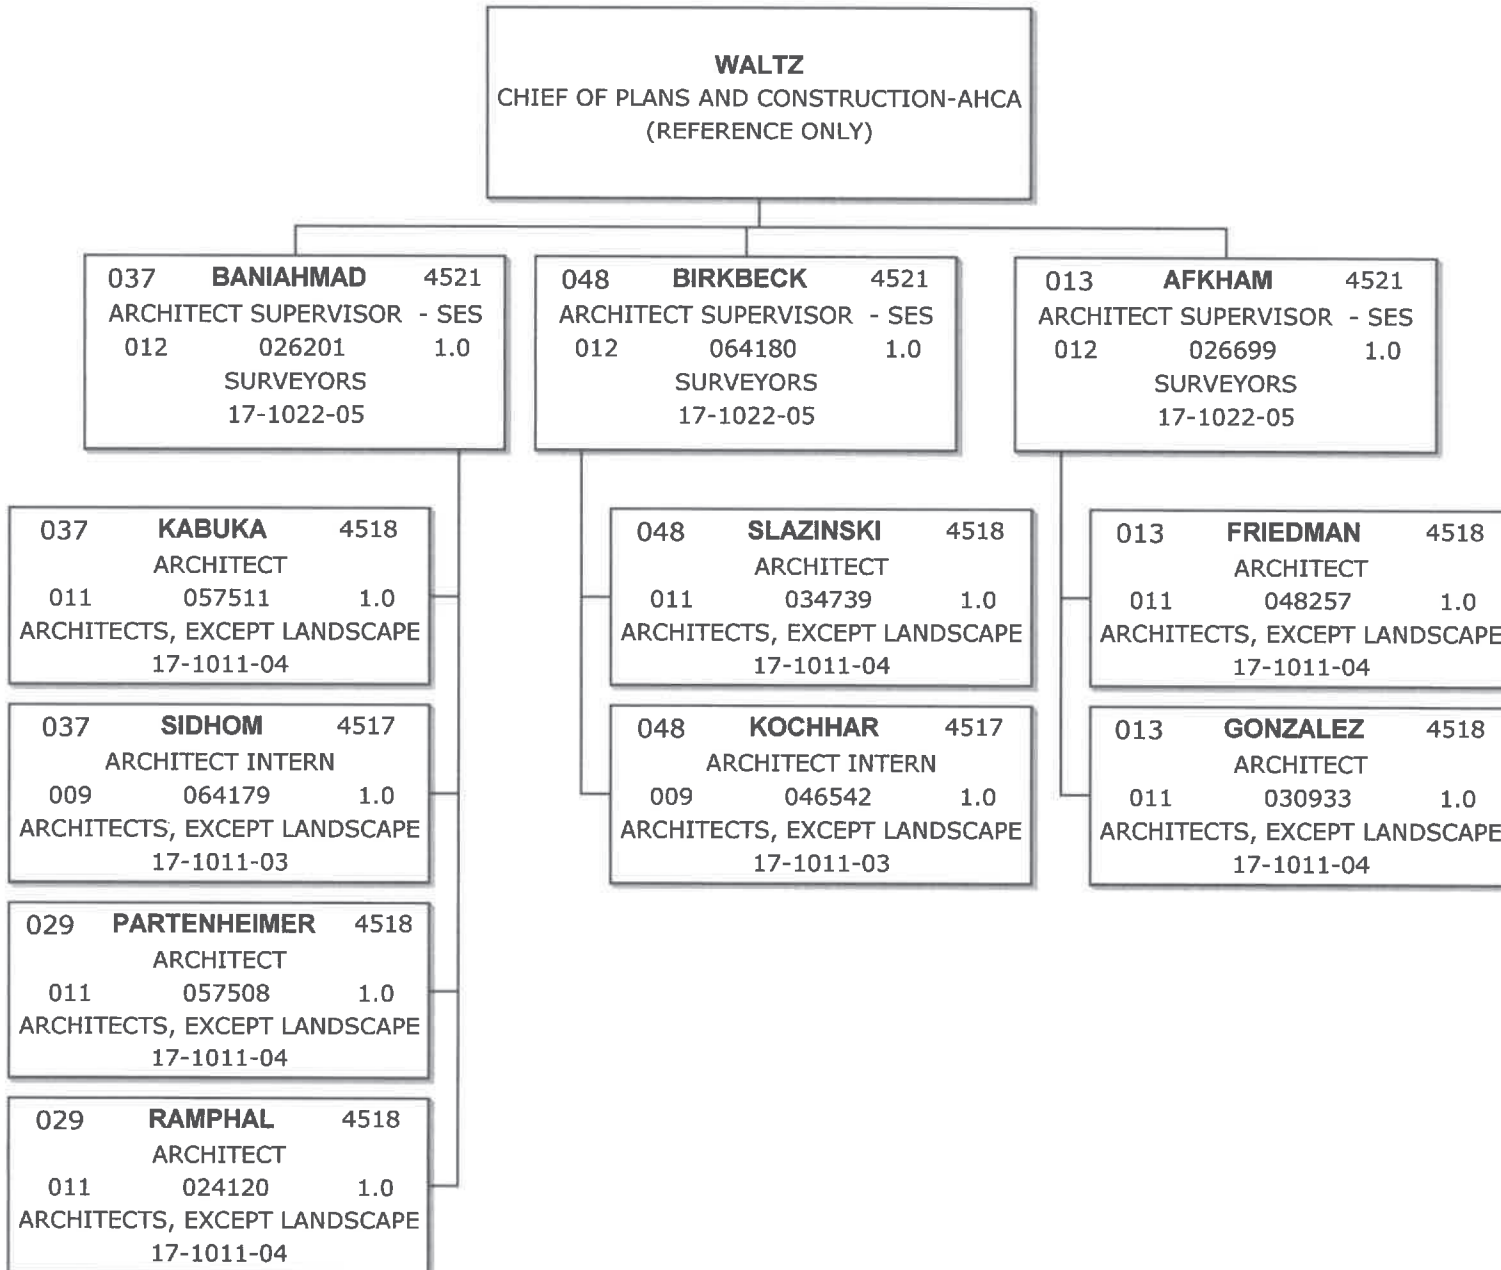 WALTZ
CHIEF OF PLANS AND CONSTRUCTION-AHCA
(REFERENCE ONLY)
037 BANIAHMAD 4521
ARCHITECT SUPERVISOR - SES
012 026201 1.0
SURVEYORS
17-1022-05
048 BIRKBECK 4521
ARCHITECT SUPERVISOR - SES
012 064180 1.0
SURVEYORS
17-1022-05
013 AFKHAM 4521
ARCHITECT SUPERVISOR - SES
012 026699 1.0
SURVEYORS
17-1022-05
037 KABUKA 4518
ARCHITECT
011 057511 1.0
ARCHITECTS, EXCEPT LANDSCAPE
17-1011-04
037 SIDHOM 4517
ARCHITECT INTERN
009 064179 1.0
ARCHITECTS, EXCEPT LANDSCAPE
17-1011-03
029 PARTENHEIMER 4518
ARCHITECT
011 057508 1.0
ARCHITECTS, EXCEPT LANDSCAPE
17-1011-04
029 RAMPHAL 4518
ARCHITECT
011 024120 1.0
ARCHITECTS, EXCEPT LANDSCAPE
17-1011-04
048 SLAZINSKI 4518
ARCHITECT
011 034739 1.0
ARCHITECTS, EXCEPT LANDSCAPE
17-1011-04
048 KOCHHAR 4517
ARCHITECT INTERN
009 046542 1.0
ARCHITECTS, EXCEPT LANDSCAPE
17-1011-03
013 FRIEDMAN 4518
ARCHITECT
011 048257 1.0
ARCHITECTS, EXCEPT LANDSCAPE
17-1011-04
013 GONZALEZ 4518
ARCHITECT
011 030933 1.0
ARCHITECTS, EXCEPT LANDSCAPE
17-1011-04